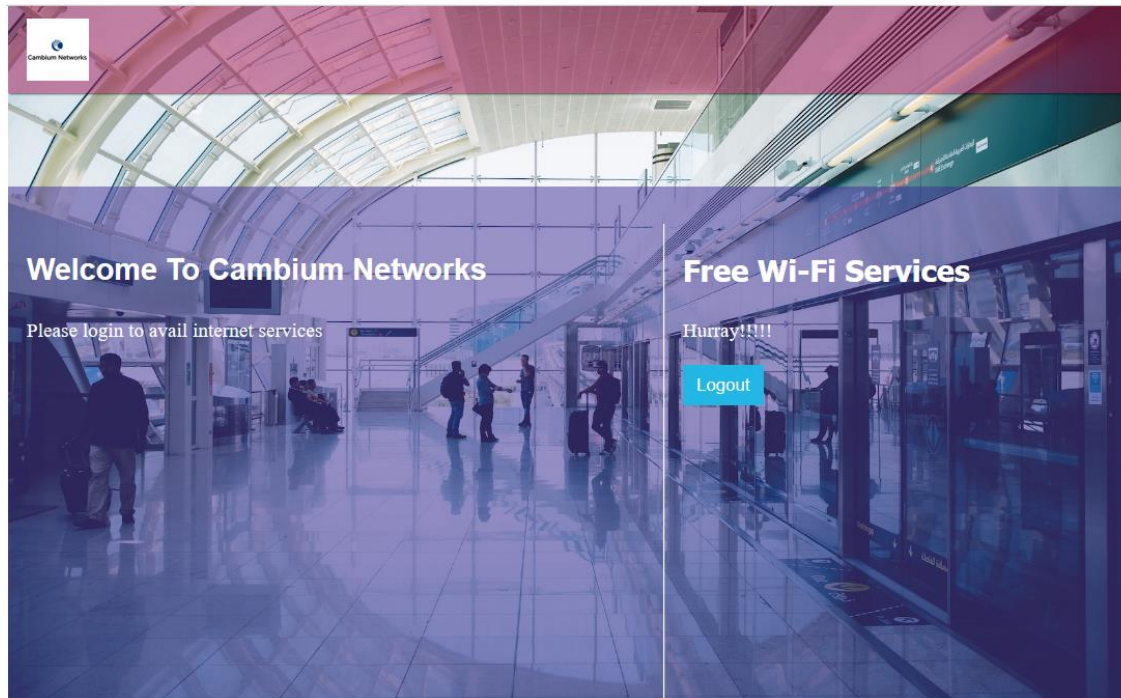 Cambium Networks
Welcome To Cambium Networks
Please login to avail internet services
Free Wi-Fi Services
Hurray!!!!!
Logout